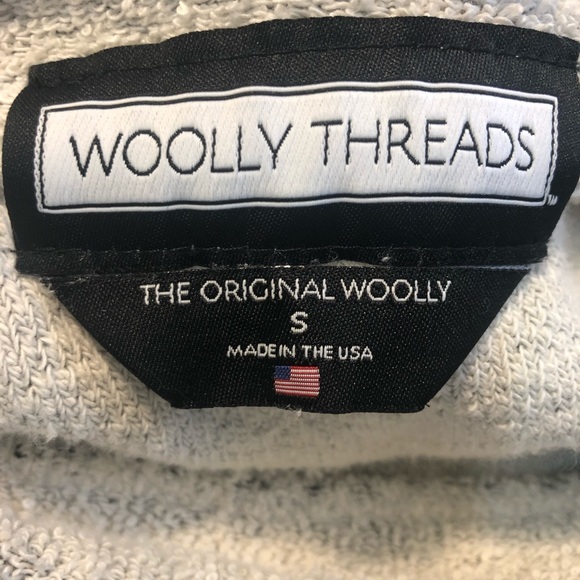 WOOLLY THREADS
THE ORIGINAL WOOLLY
S
MADE IN THE USA